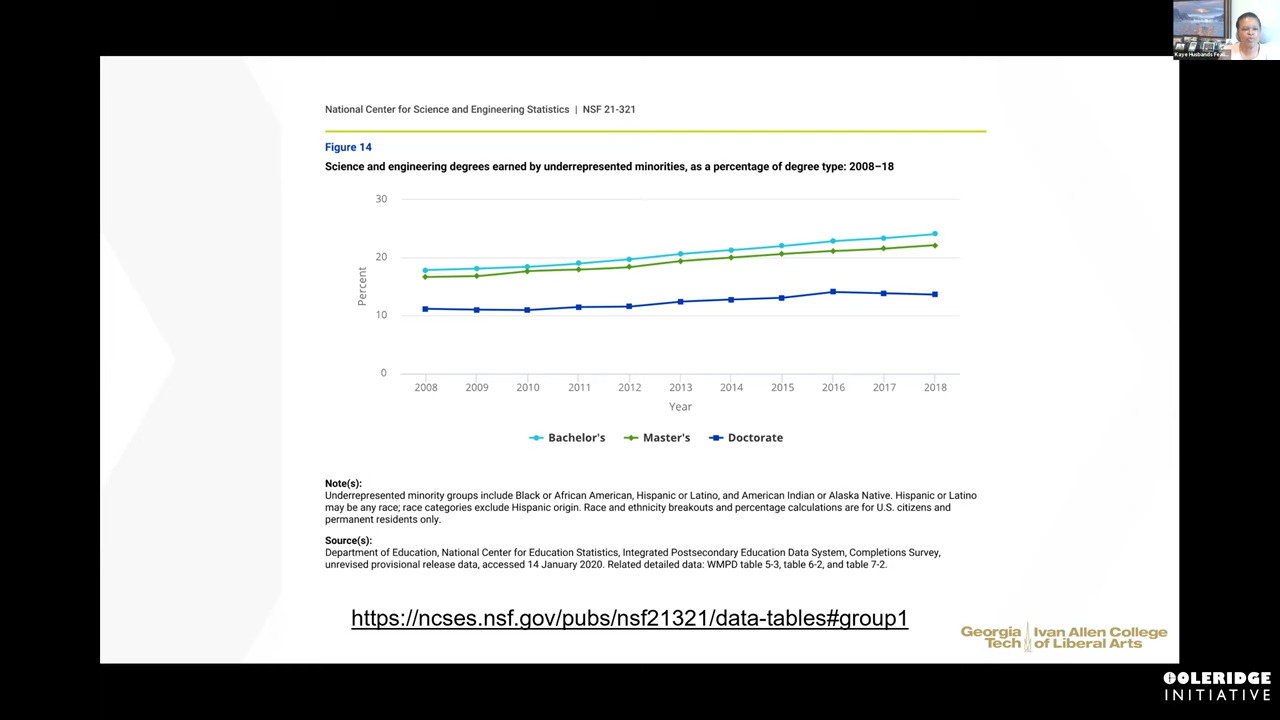 Kaye Husbands Feal...
National Center for Science and Engineering Statistics | NSF 21-321
Figure 14
Science and engineering degrees earned by underrepresented minorities, as a percentage of degree type: 2008–18
30
20
10
0
Percent
2008 2009 2010 2011 2012 2013 2014 2015 2016 2017 2018
Year
Bachelor's Master's Doctorate
Note(s):
Underrepresented minority groups include Black or African American, Hispanic or Latino, and American Indian or Alaska Native. Hispanic or Latino
may be any race; race categories exclude Hispanic origin. Race and ethnicity breakouts and percentage calculations are for U.S. citizens and
permanent residents only.
Source(s):
Department of Education, National Center for Education Statistics, Integrated Postsecondary Education Data System, Completions Survey,
unrevised provisional release data, accessed 14 January 2020. Related detailed data: WMPD table 5-3, table 6-2, and table 7-2.
https://ncses.nsf.gov/pubs/nsf21321/data-tables#group1
Georgia Tech
Ivan Allen College of Liberal Arts
COLERIDGE
INITIATIVE